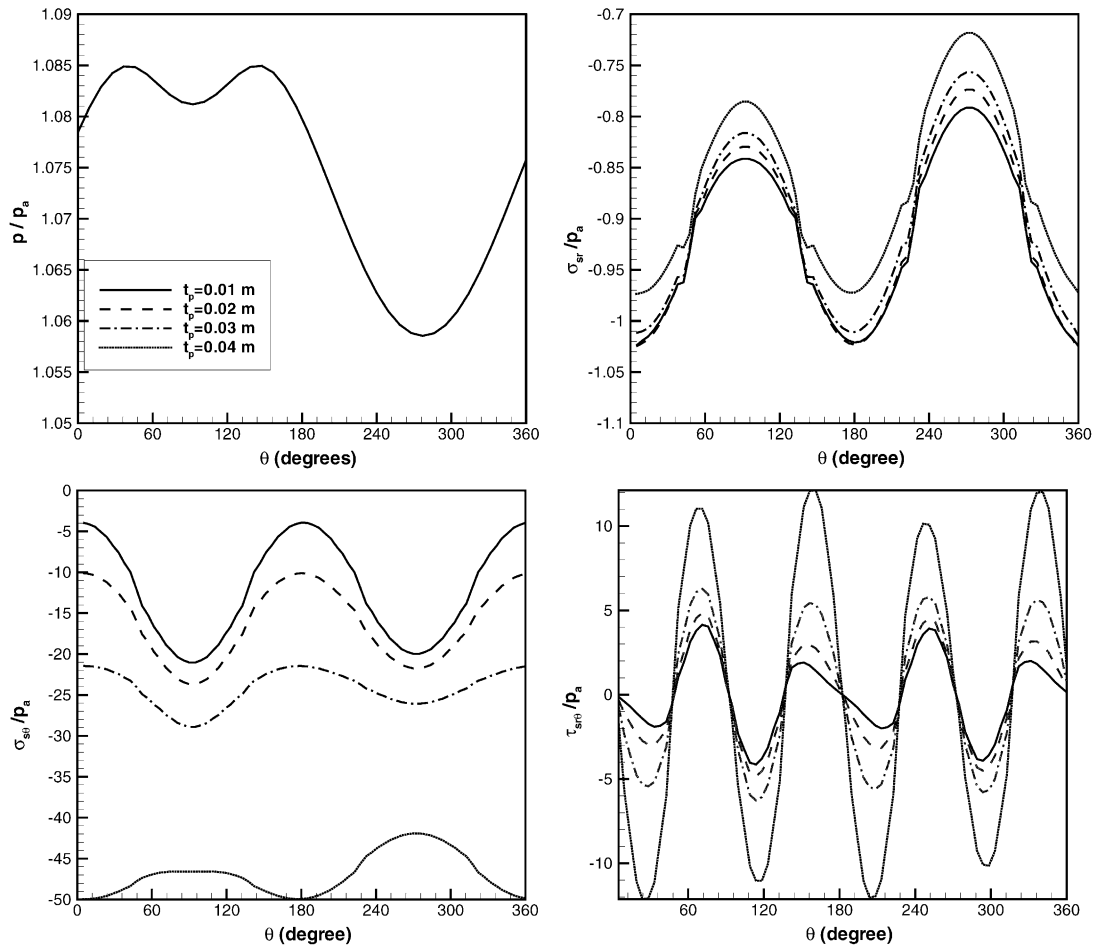 1.09
1.085
1.08
1.075
1.07
1.065
1.06
1.055
1.05
p / pₐ
tₚ=0.01 m
tₚ=0.02 m
tₚ=0.03 m
tₚ=0.04 m
0 60 120 180 240 300 360
θ (degrees)
-0.7
-0.75
-0.8
-0.85
-0.9
-0.95
-1
-1.05
-1.1
σsr /pₐ
0 60 120 180 240 300 360
θ (degree)
0
-5
-10
-15
-20
-25
-30
-35
-40
-45
-50
σsθ /pₐ
0 60 120 180 240 300 360
θ (degree)
10
5
0
-5
-10
τsrθ /pₐ
60 120 180 240 300 360
θ (degree)